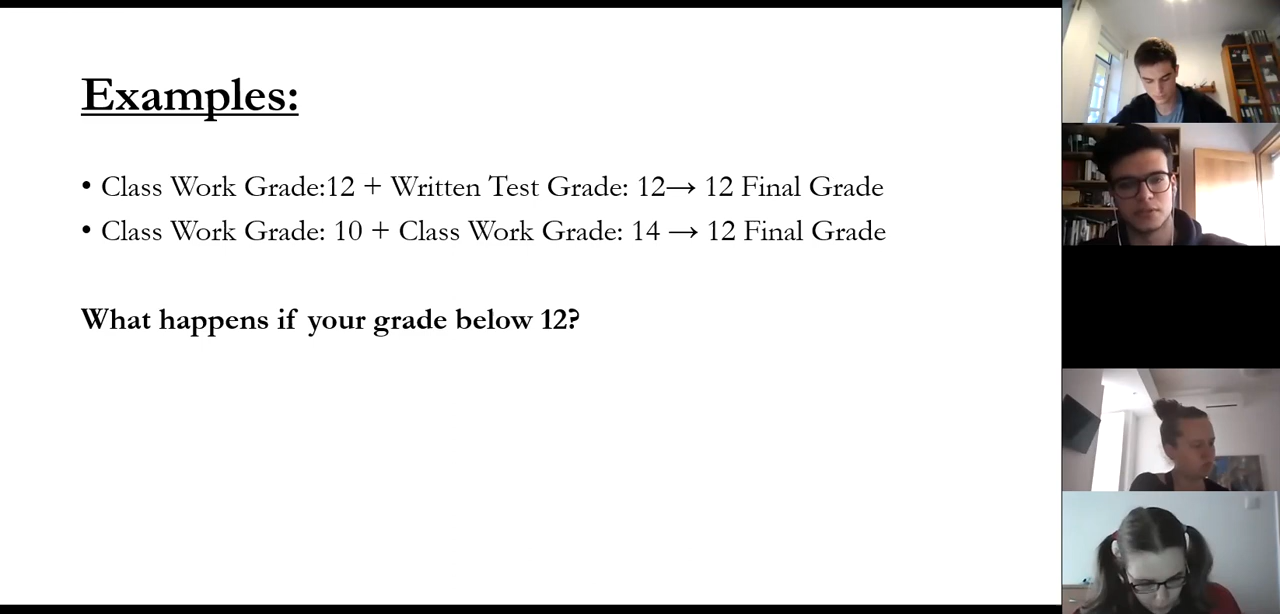 Examples:
• Class Work Grade:12 + Written Test Grade: 12→ 12 Final Grade
• Class Work Grade: 10 + Class Work Grade: 14 → 12 Final Grade
What happens if your grade below 12?